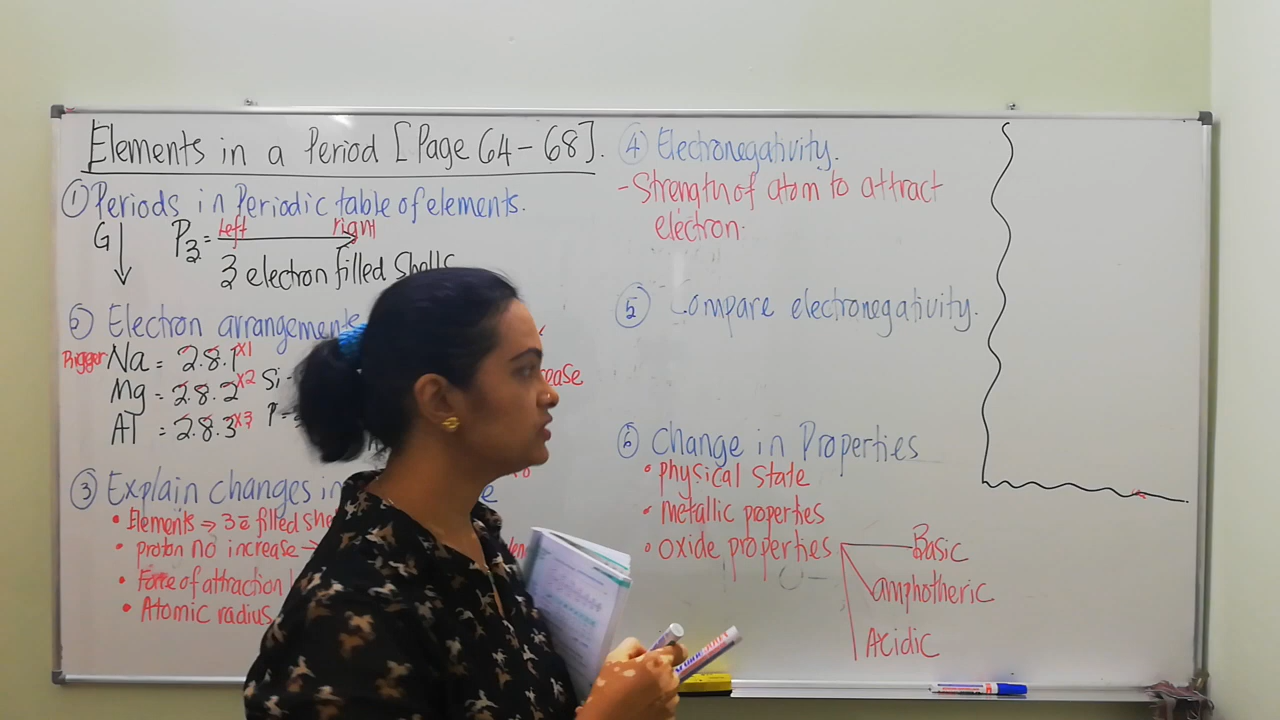 Elements in a Period [Page 64-68].
① Periods in Periodic table of elements.
G P3 = left right
3 electron filled Shells
② Electron arrangements
Bigger Na = 2.8.1 x1
Mg = 2.8.2 x2 Si
Al = 2.8.3 x3 P
③ Explain changes in
• Elements → 3 ē filled She
• proton no increase →
• Force of attraction
• Atomic radius
④ Electronegativity.
- Strength of atom to attract
electron.
⑤ Compare electronegativity.
⑥ Change in Properties
• physical state
• metallic properties
• oxide properties
Basic
amphotheric
Acidic